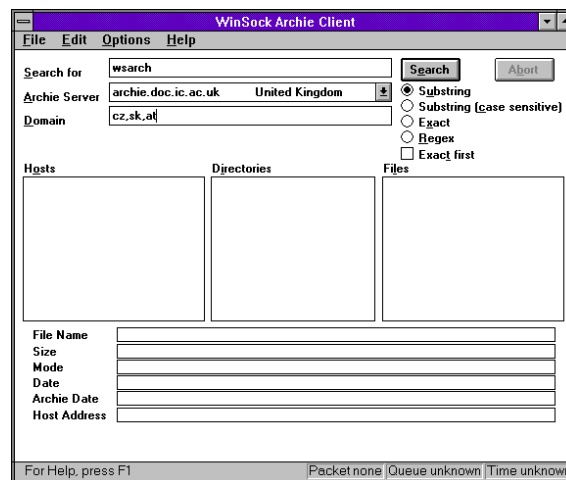 WinSock Archie Client
File Edit Options Help
Search for wsarch Search Abort
Archie Server archie.doc.ic.ac.uk United Kingdom
Domain cz,sk,at
Substring
Substring (case sensitive)
Exact
Regex
Exact first
Hosts Directories Files
File Name
Size
Mode
Date
Archie Date
Host Address
For Help, press F1 Packet none Queue unknown Time unknown